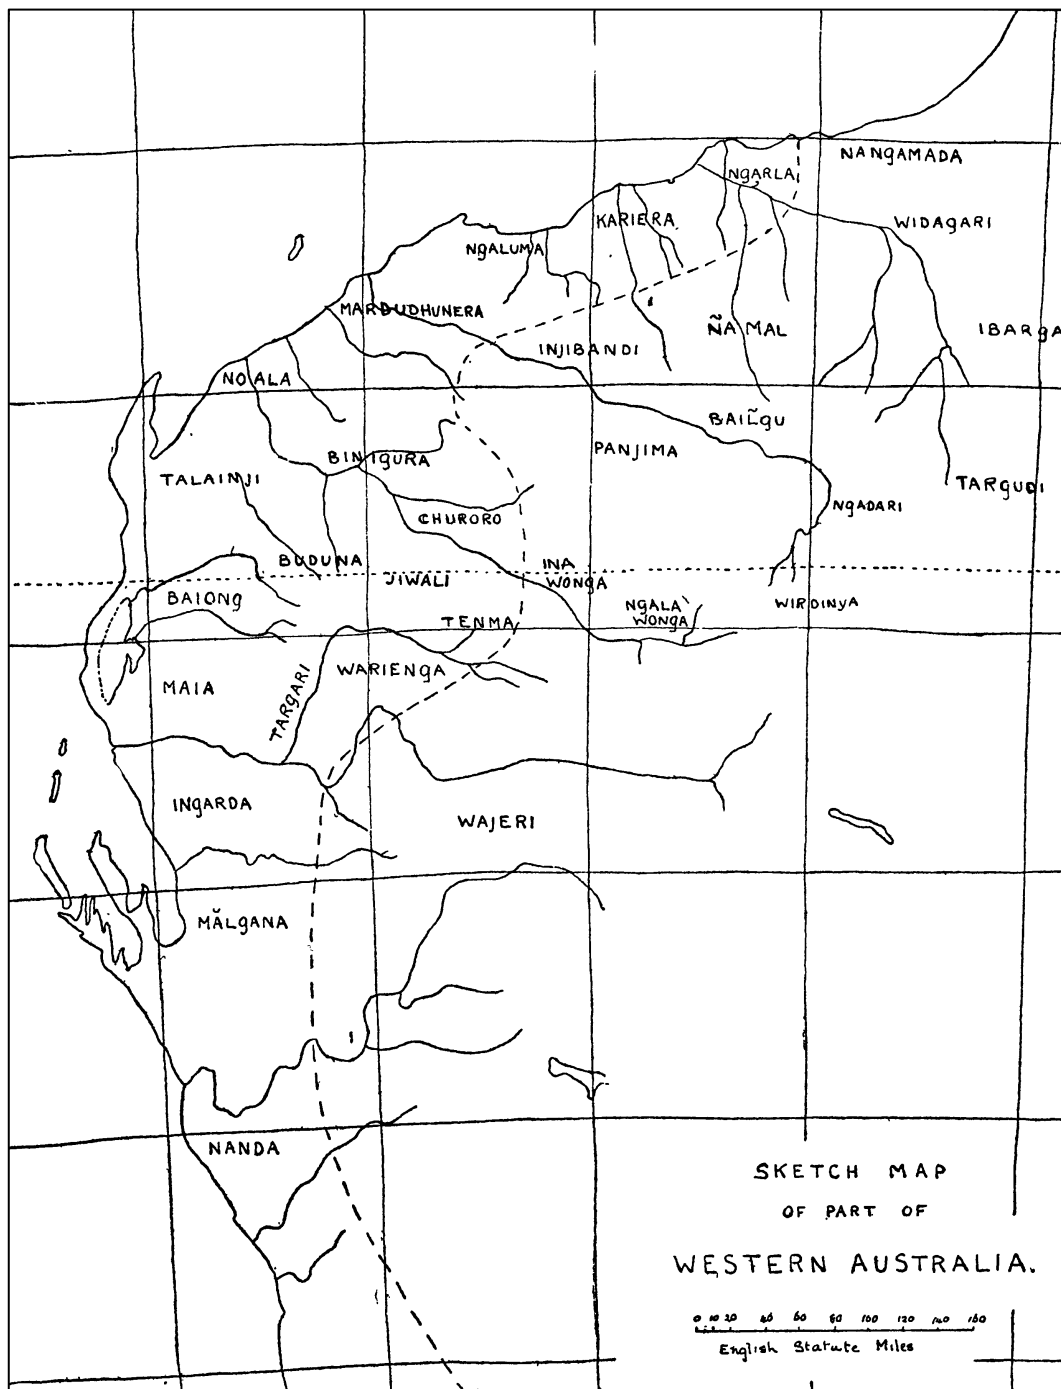 NANGAMADA
NGARLA
KARIERA
WIDAGARI
NGALUMA
MARDUDHUNERA
ÑAMAL
IBARGA
INJIBANDI
NOALA
BAIL̃GU
BINIGURA
PANJIMA
TALAINJI
TARGUDI
NGADARI
CHURORO
BUDUNA
JIWALI
INA
WONGA
BAIONG
NGALA
WONGA
WIRDINYA
TENMA
WARIENGA
MAIA
TARGARI
INGARDA
WAJERI
MĂLGANA
NANDA
SKETCH MAP
OF PART OF
WESTERN AUSTRALIA.
0 10 20 40 60 80 100 120 140 160
English Statute Miles